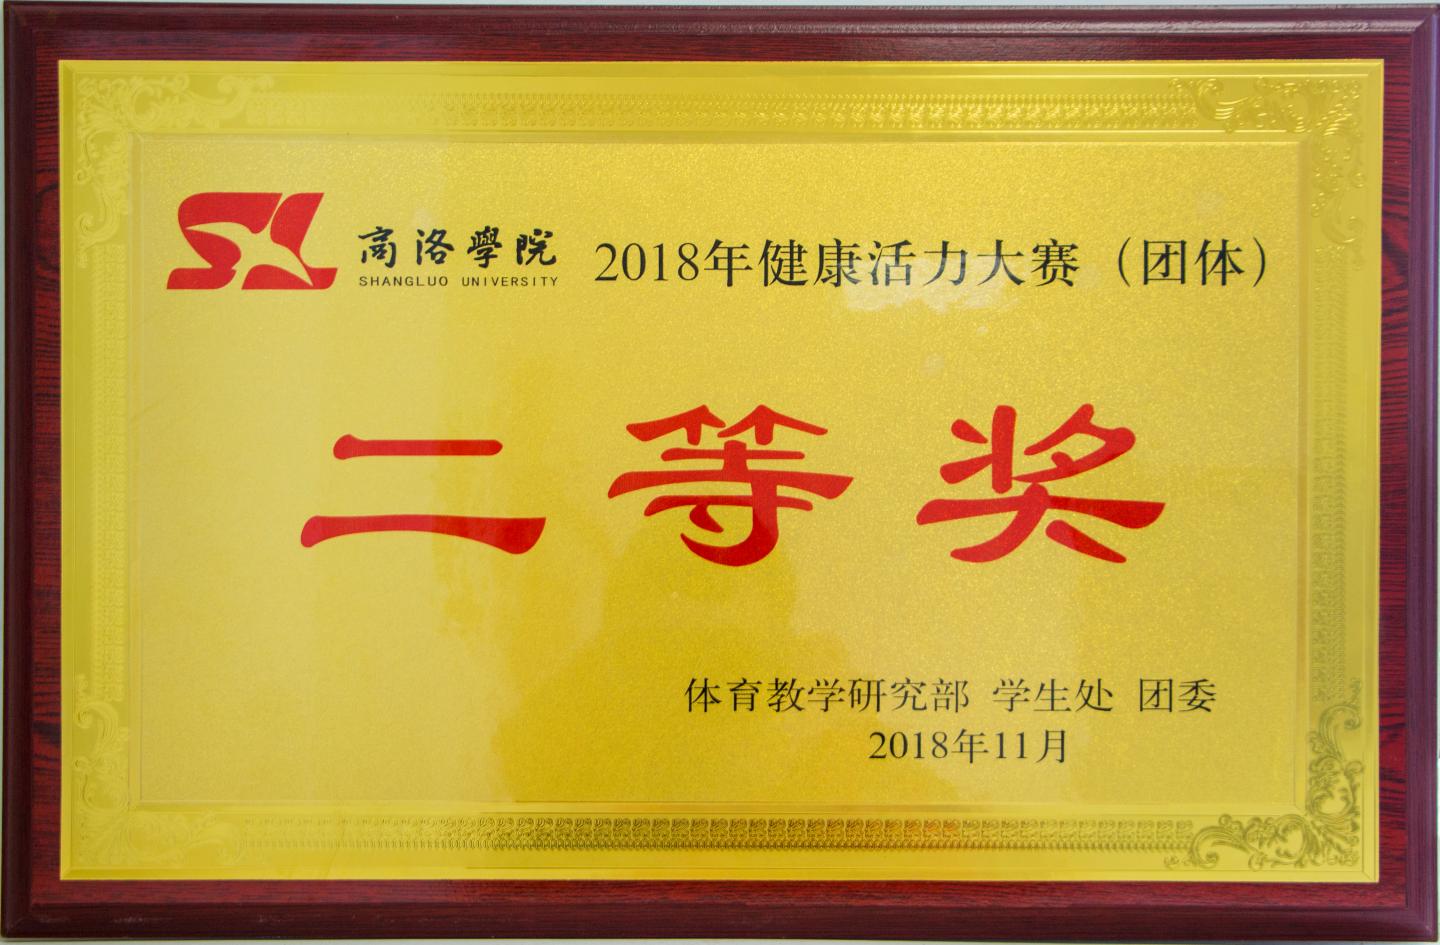 商洛學院
SHANGLUO UNIVERSITY
2018年健康活力大赛（团体）
二等奖
体育教学研究部 学生处 团委
2018年11月